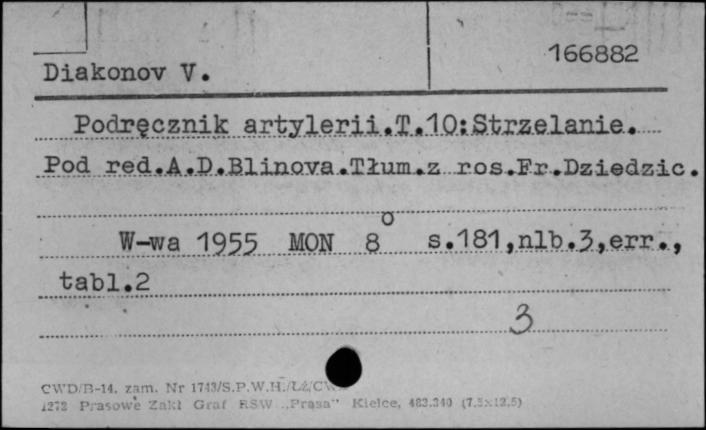 166882
Diakonov V.
Podręcznik artylerii.T.10:Strzelanie.
Pod red.A.D.Blinova.Tłum.z ros.Fr.Dziedzic.
W-wa 1955 MON 8° s.181,nlb.3,err.,
tabl.2
3
CWD/B-14. zam. Nr 1743/S.P.W.H.
Prasowe Zakł Graf RSW „Prasa" Kielce, 483.340 (7.5x12.5)